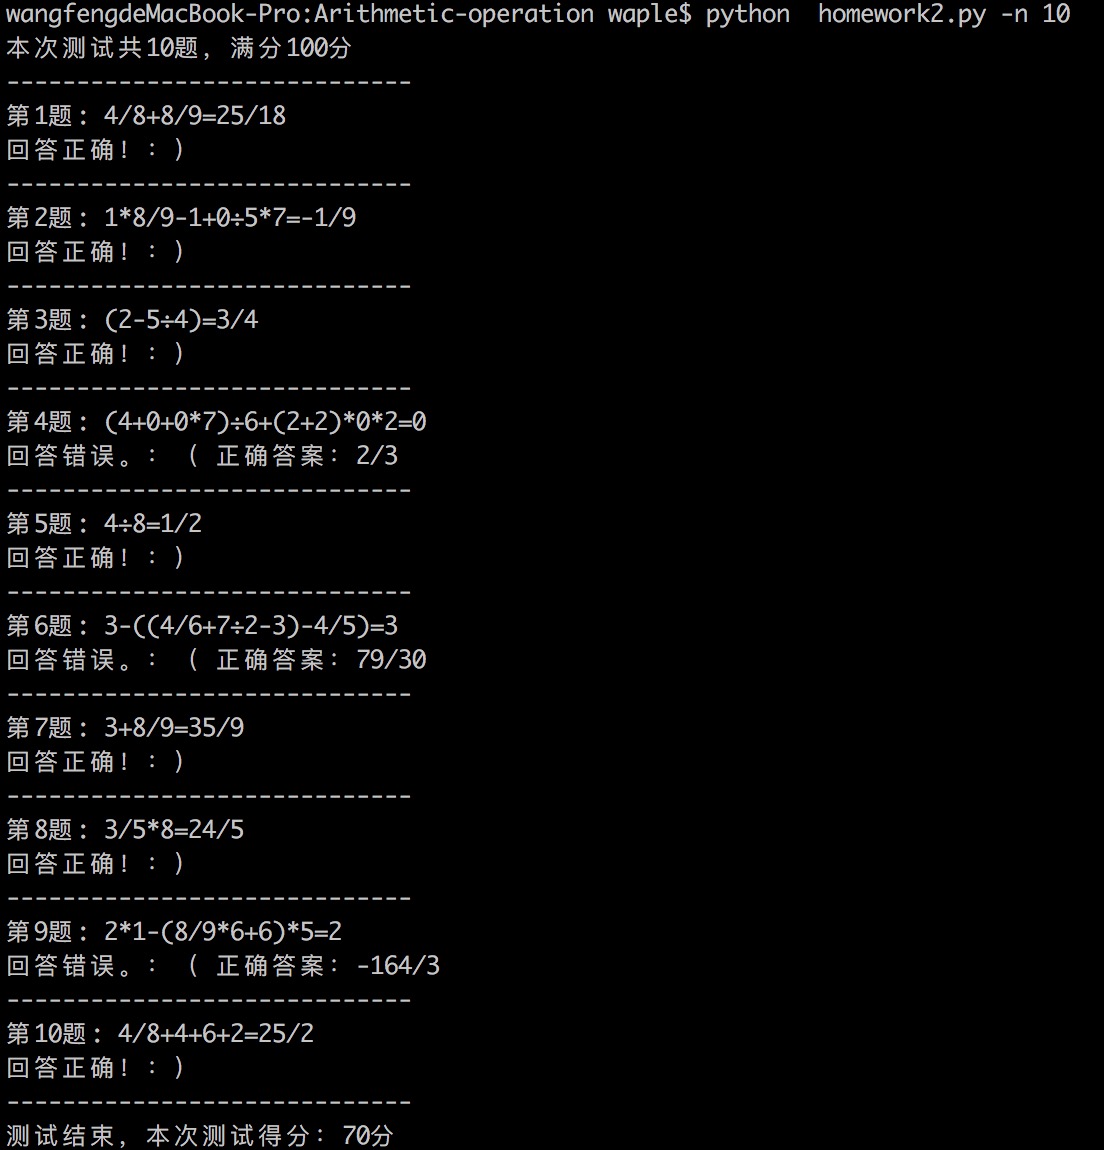 wangfengdeMacBook-Pro:Arithmetic-operation waple$ python  homework2.py -n 10
本次测试共10题，满分100分
-----------------------------
第1题：4/8+8/9=25/18
回答正确！：）
-----------------------------
第2题：1*8/9-1+0÷5*7=-1/9
回答正确！：）
-----------------------------
第3题：(2-5÷4)=3/4
回答正确！：）
-----------------------------
第4题：(4+0+0*7)÷6+(2+2)*0*2=0
回答错误。：（ 正确答案：2/3
-----------------------------
第5题：4÷8=1/2
回答正确！：）
-----------------------------
第6题：3-((4/6+7÷2-3)-4/5)=3
回答错误。：（ 正确答案：79/30
-----------------------------
第7题：3+8/9=35/9
回答正确！：）
-----------------------------
第8题：3/5*8=24/5
回答正确！：）
-----------------------------
第9题：2*1-(8/9*6+6)*5=2
回答错误。：（ 正确答案：-164/3
-----------------------------
第10题：4/8+4+6+2=25/2
回答正确！：）
-----------------------------
测试结束，本次测试得分：70分